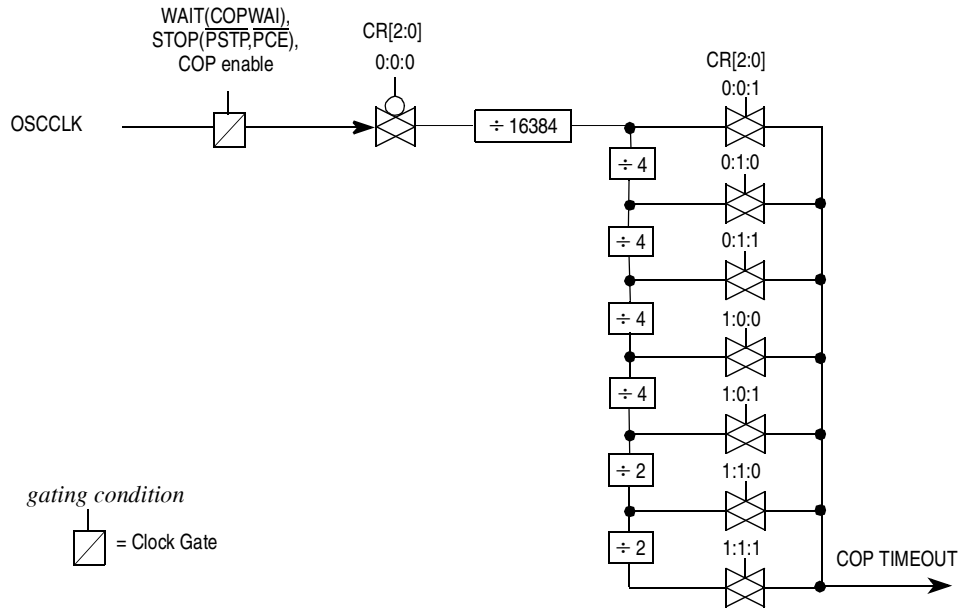 WAIT(COPWAI),
STOP(PSTP,PCE),
COP enable
CR[2:0]
0:0:0
OSCCLK
÷ 16384
CR[2:0]
0:0:1
÷ 4
0:1:0
÷ 4
0:1:1
÷ 4
1:0:0
÷ 4
1:0:1
÷ 2
1:1:0
÷ 2
1:1:1
COP TIMEOUT
gating condition
= Clock Gate